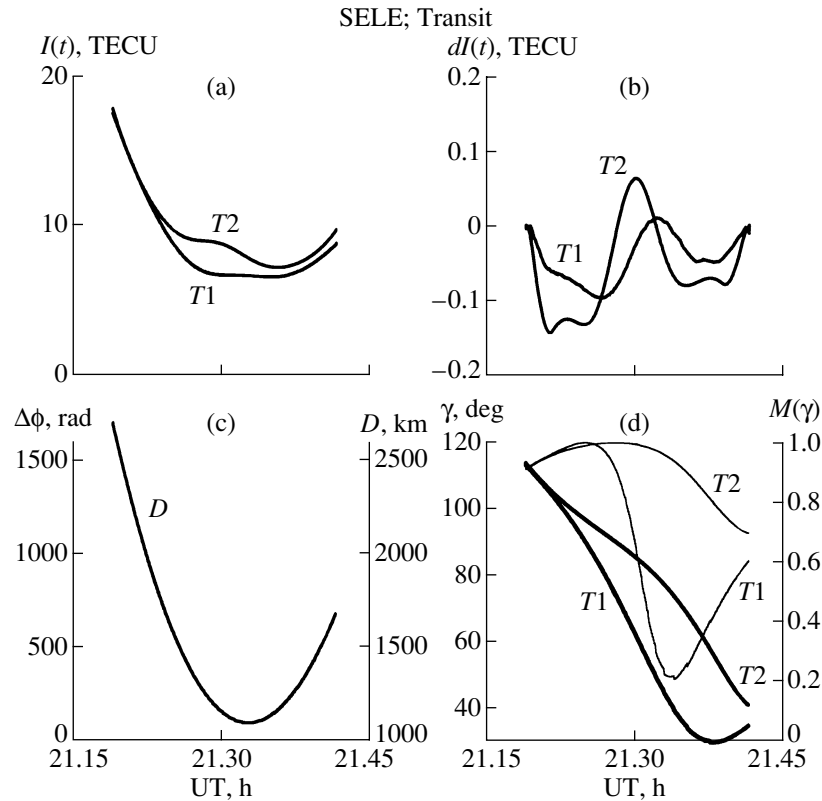 SELE; Transit
I(t), TECU
dI(t), TECU
20
(a)
0.2
(b)
0.1
T2
10
T2
0
T1
T1
−0.1
0
−0.2
Δϕ, rad
(c)
D, km
γ, deg
(d)
M(γ)
1500
2500
120
1.0
D
100
T2
0.8
1000
2000
80
0.6
T1
T1
500
1500
60
0.4
T2
40
0.2
0
1000
0
21.15
21.30
21.45
21.15
21.30
21.45
UT, h
UT, h